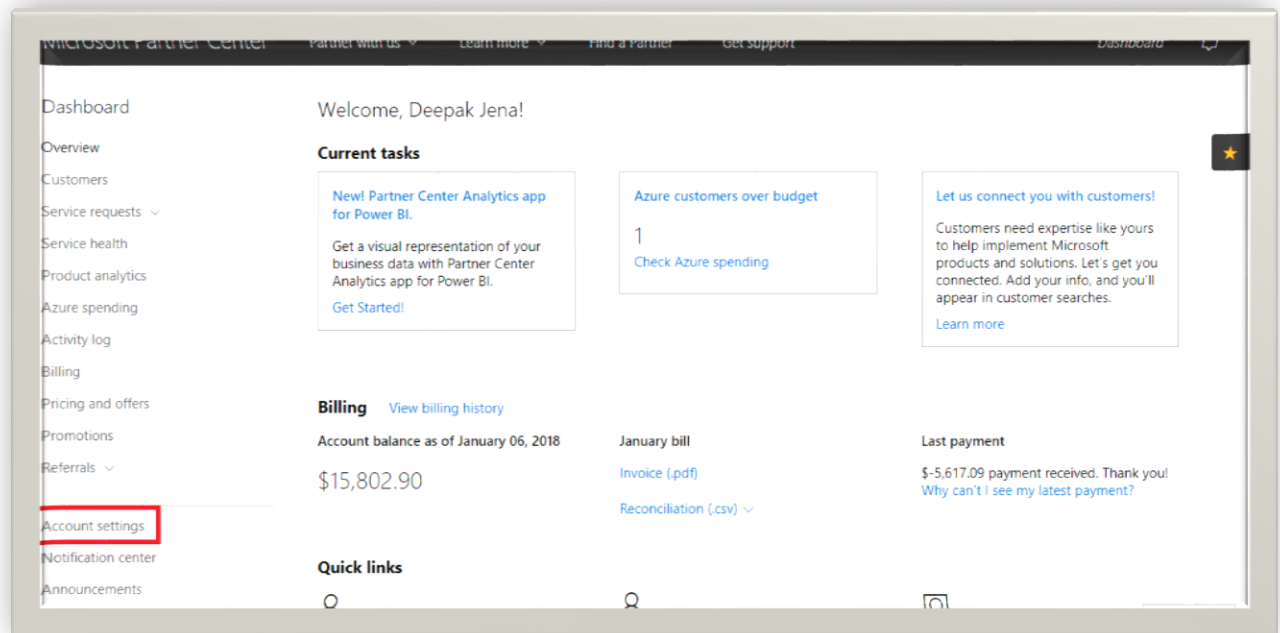 Microsoft Partner Center
Partner with us
Learn more
Find a Partner
Get support
Dashboard
Dashboard
Overview
Customers
Service requests
Service health
Product analytics
Azure spending
Activity log
Billing
Pricing and offers
Promotions
Referrals
Account settings
Notification center
Announcements
Welcome, Deepak Jena!
Current tasks
New! Partner Center Analytics app
for Power BI.
Get a visual representation of your
business data with Partner Center
Analytics app for Power BI.
Get Started!
Azure customers over budget
1
Check Azure spending
Let us connect you with customers!
Customers need expertise like yours
to help implement Microsoft
products and solutions. Let's get you
connected. Add your info, and you'll
appear in customer searches.
Learn more
Billing View billing history
Account balance as of January 06, 2018
$15,802.90
January bill
Invoice (.pdf)
Reconciliation (.csv)
Last payment
$-5,617.09 payment received. Thank you!
Why can't I see my latest payment?
Quick links